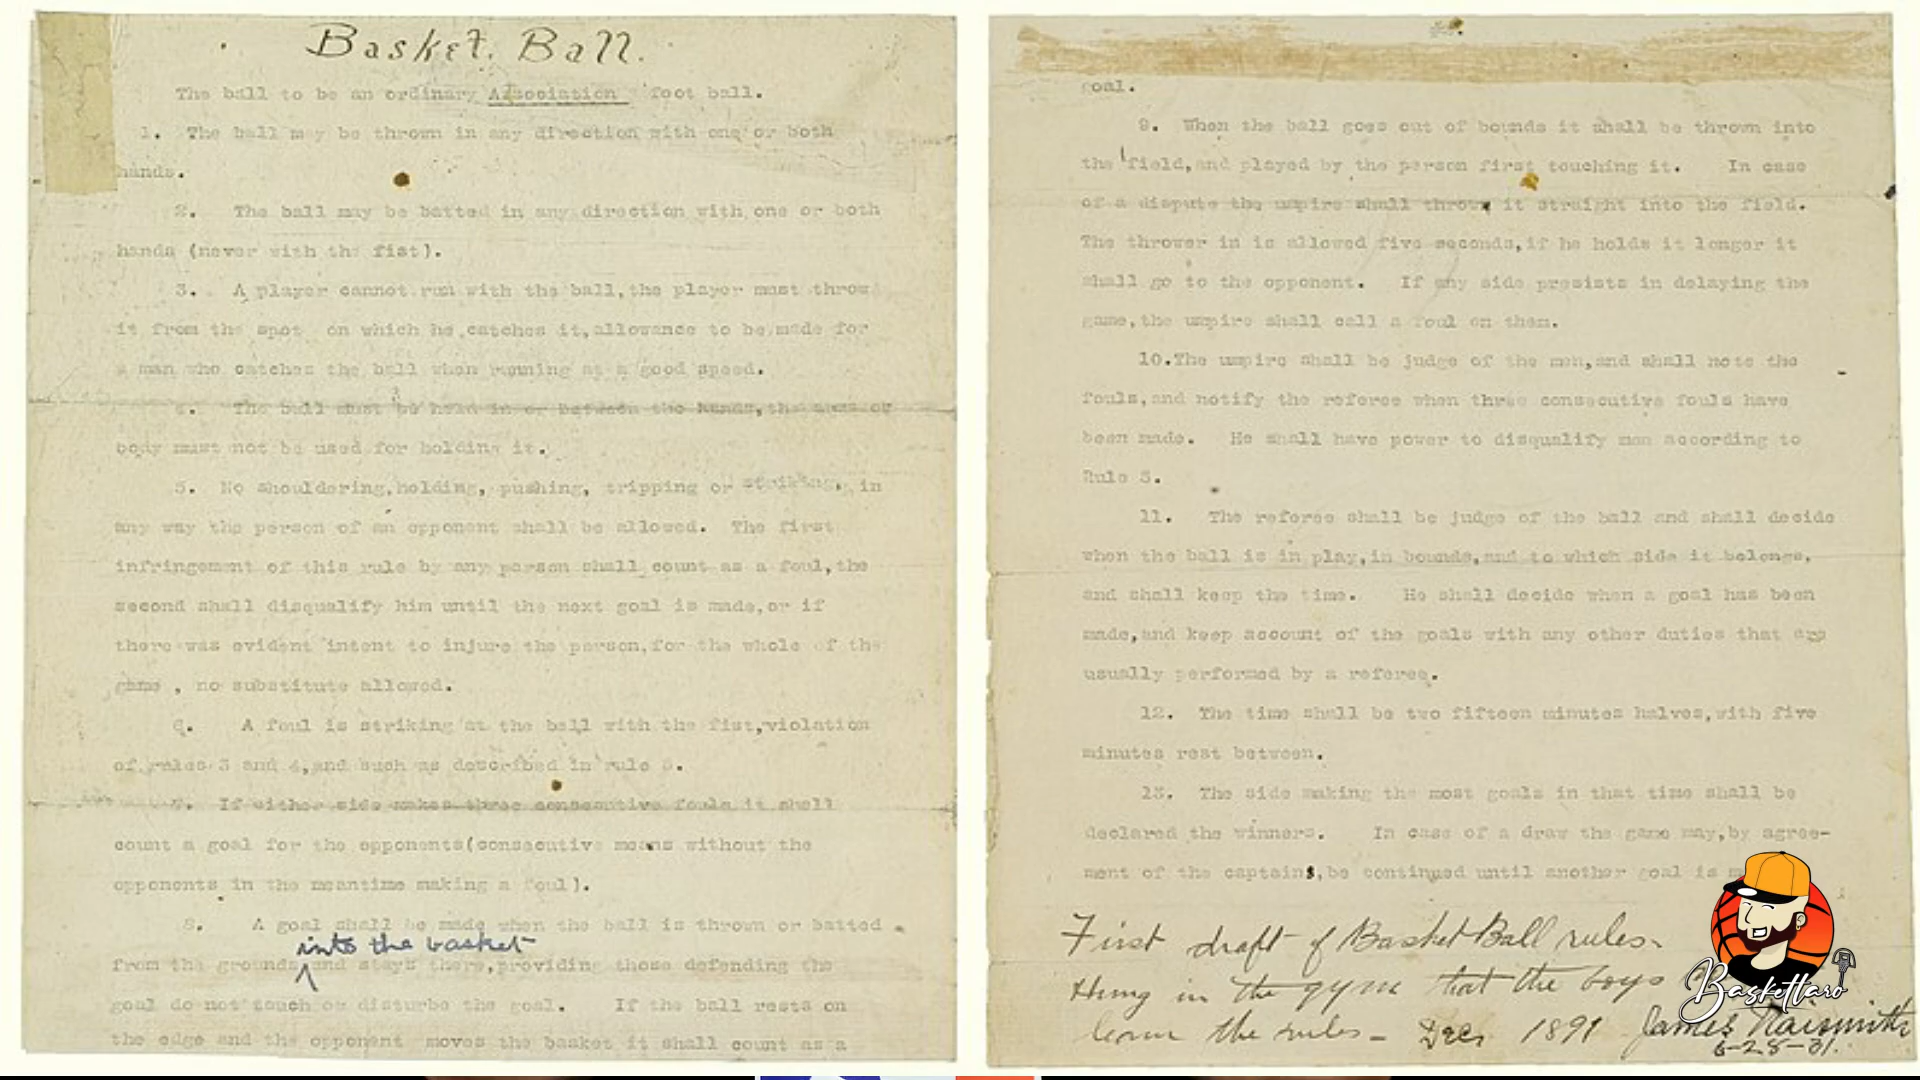 Basket Ball.
The ball to be an ordinary Association foot ball.
1. The ball may be thrown in any direction with one or both
hands.
2. The ball may be batted in any direction with one or both
hands (never with the fist).
3. A player cannot run with the ball,the player must throw
it from the spot on which he catches it,allowance to be made for
a man who catches the ball when running at a good speed.
4. The ball must be held in or between the hands,the arms or
body must not be used for holding it.
5. No shouldering,holding, pushing, tripping or striking, in
any way the person of an opponent shall be allowed. The first
infringement of this rule by any person shall count as a foul,the
second shall disqualify him until the next goal is made,or if
there was evident intent to injure the person,for the whole of the
game , no substitute allowed.
6. A foul is striking at the ball with the fist,violation
of rules 3 and 4,and such as described in rule 5.
7. If either side makes three consecutive fouls it shall
count a goal for the opponents(consecutive means without the
opponents in the meantime making a foul).
8. A goal shall be made when the ball is thrown or batted
into the basket
from the grounds and stays there,providing those defending the
goal do not touch or disturbe the goal. If the ball rests on
the edge and the opponent moves the basket it shall count as a
goal.
9. When the ball goes out of bounds it shall be thrown into
the field,and played by the person first touching it. In case
of a dispute the umpire shall throw it straight into the field.
The thrower in is allowed five seconds,if he holds it longer it
shall go to the opponent. If any side presists in delaying the
game,the umpire shall call a foul on them.
10.The umpire shall be judge of the men,and shall note the
fouls,and notify the referee when three consecutive fouls have
been made. He shall have power to disqualify men according to
Rule 5.
11. The referee shall be judge of the ball and shall decide
when the ball is in play,in bounds,and to which side it belongs,
and shall keep the time. He shall decide when a goal has been
made,and keep account of the goals with any other duties that are
usually performed by a referee.
12. The time shall be two fifteen minutes halves,with five
minutes rest between.
13. The side making the most goals in that time shall be
declared the winners. In case of a draw the game may,by agree-
ment of the captains,be continued until another goal is
First draft of Basket Ball rules.
Hung in the gym that the boys
learn the rules - Dec. 1891 James Naismith
6-28-31.
Baskettaro